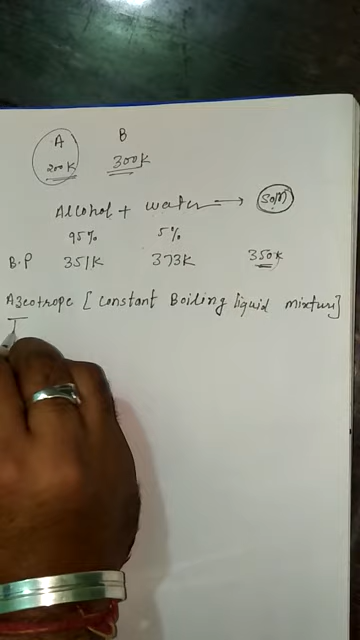 A B
200K 300K
Alcohol + water → Soln
95% 5%
B.P 351K 373K 350K
Azeotrope [Constant Boiling liquid mixture]